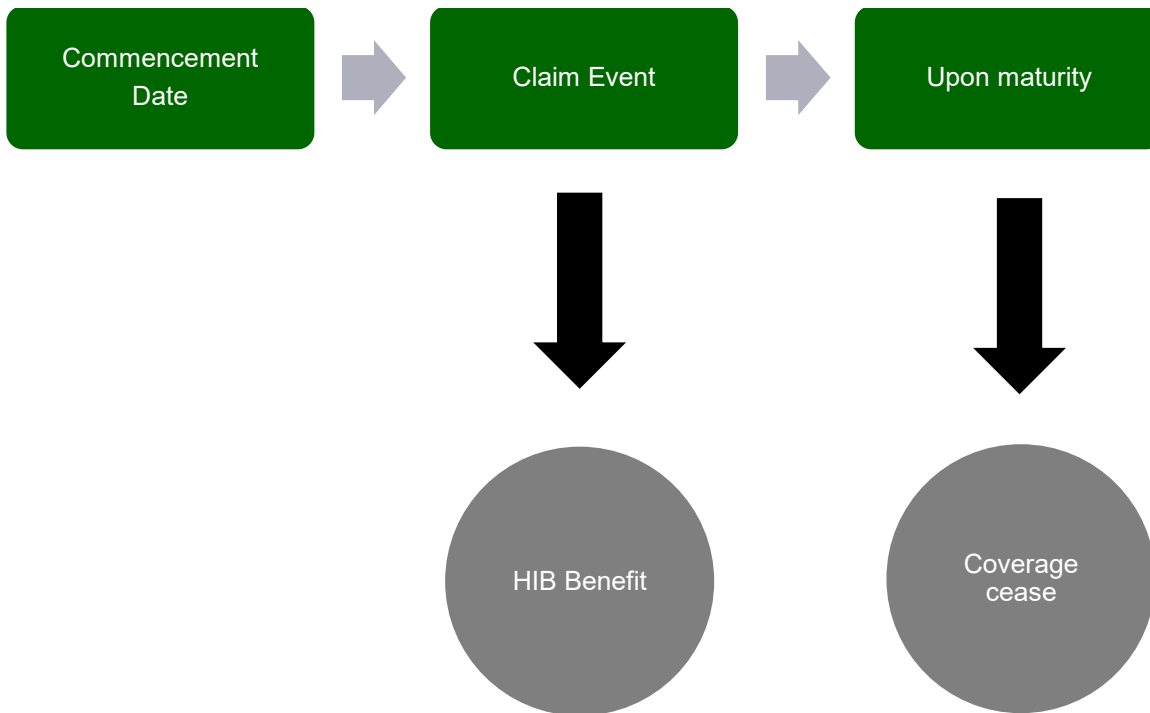 Commencement
Date
Claim Event
Upon maturity
HIB Benefit
Coverage
cease